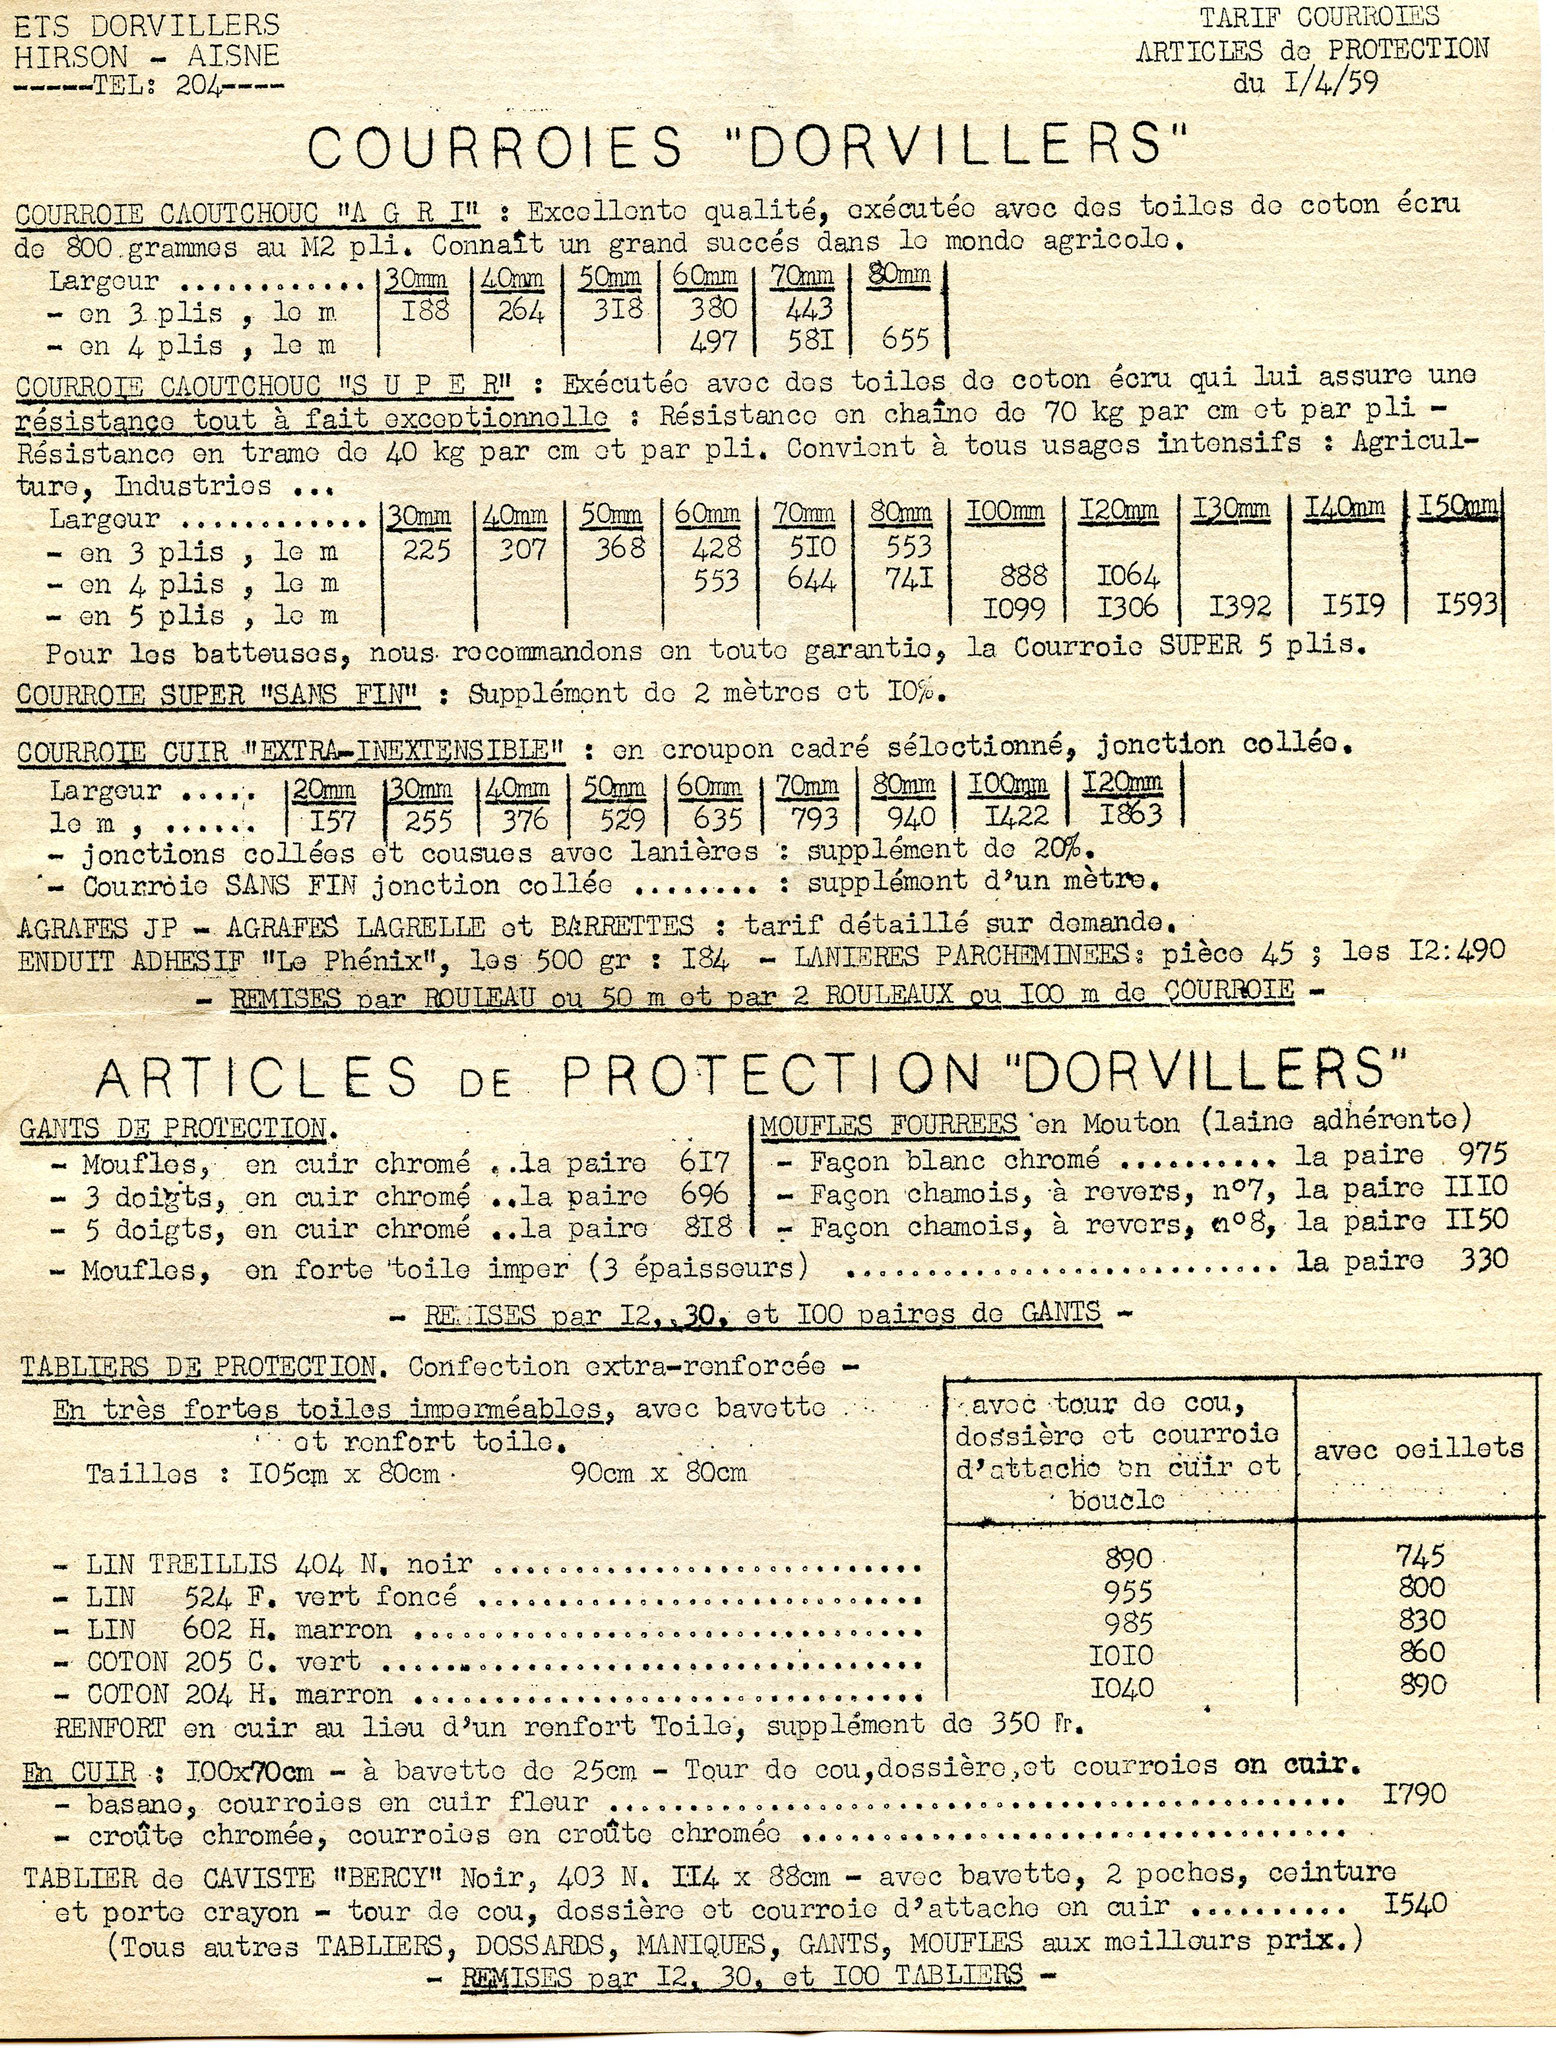 ETS DORVILLERS
HIRSON - AISNE
-----TEL: 204----
TARIF COURROIES
ARTICLES de PROTECTION
du I/4/59
COURROIES "DORVILLERS"
COURROIE CAOUTCHOUC "A G R I" : Excellente qualité, exécutée avec des toiles de coton écru
de 800 grammes au M2 pli. Connaît un grand succés dans le monde agricole.
Largeur ............ 30mm 40mm 50mm 60mm 70mm 80mm
- en 3 plis , le m I88 264 3I8 380 443
- en 4 plis , le m 497 58I 655
COURROIE CAOUTCHOUC "S U P E R" : Exécutée avec des toiles de coton écru qui lui assure une
résistance tout à fait exceptionnelle : Résistance en chaîne de 70 kg par cm et par pli -
Résistance en trame de 40 kg par cm et par pli. Convient à tous usages intensifs : Agricul-
ture, Industries ...
Largeur ............ 30mm 40mm 50mm 60mm 70mm 80mm I00mm I20mm I30mm I40mm I50mm
- en 3 plis , le m 225 307 368 428 5I0 553
- en 4 plis , le m 553 644 74I 888 I064
- en 5 plis , le m I099 I306 I392 I5I9 I593
Pour les batteuses, nous recommandons en toute garantie, la Courroie SUPER 5 plis.
COURROIE SUPER "SANS FIN" : Supplément de 2 mètres et I0%.
COURROIE CUIR "EXTRA-INEXTENSIBLE" : en croupon cadré sélectionné, jonction collée.
Largeur ..... 20mm 30mm 40mm 50mm 60mm 70mm 80mm I00mm I20mm
le m , ...... I57 255 376 529 635 793 940 I422 I863
- jonctions collées et cousues avec lanières : supplément de 20%.
- Courroie SANS FIN jonction collée ........ : supplément d'un mètre.
AGRAFES JP - AGRAFES LAGRELLE et BARRETTES : tarif détaillé sur demande.
ENDUIT ADHESIF "Le Phénix", les 500 gr : I84 - LANIERES PARCHEMINEES: pièce 45 ; les I2:490
- REMISES par ROULEAU ou 50 m et par 2 ROULEAUX ou I00 m de COURROIE -
ARTICLES DE PROTECTION "DORVILLERS"
GANTS DE PROTECTION.
- Moufles, en cuir chromé ..la paire 6I7
- 3 doigts, en cuir chromé ..la paire 696
- 5 doigts, en cuir chromé ..la paire 8I8
MOUFLES FOURREES en Mouton (laine adhérente)
- Façon blanc chromé .......... la paire 975
- Façon chamois, à revers, n°7, la paire III0
- Façon chamois, à revers, n°8, la paire II50
- Moufles, en forte toile imper (3 épaisseurs) ........................... la paire 330
- REMISES par I2, 30, et I00 paires de GANTS -
TABLIERS DE PROTECTION. Confection extra-renforcée -
En très fortes toiles imperméables, avec bavette
et renfort toile.
Tailles : I05cm x 80cm 90cm x 80cm
avec tour de cou,
dossière et courroie
d'attache en cuir et
boucle
avec oeillets
- LIN TREILLIS 404 N. noir ........................... 890 745
- LIN 524 F. vert foncé ............................ 955 800
- LIN 602 H. marron ................................ 985 830
- COTON 205 C. vert .................................. I0I0 860
- COTON 204 H. marron ................................ I040 890
RENFORT en cuir au lieu d'un renfort Toile, supplément de 350 Fr.
En CUIR : I00x70cm - à bavette de 25cm - Tour de cou,dossière,et courroies en cuir.
- basane, courroies en cuir fleur .............................................. I790
- croûte chromée, courroies en croûte chromée ..................................
TABLIER de CAVISTE "BERCY" Noir, 403 N. II4 x 88cm - avec bavette, 2 poches, ceinture
et porte crayon - tour de cou, dossière et courroie d'attache en cuir .......... I540
(Tous autres TABLIERS, DOSSARDS, MANIQUES, GANTS, MOUFLES aux meilleurs prix.)
- REMISES par I2, 30, et I00 TABLIERS -